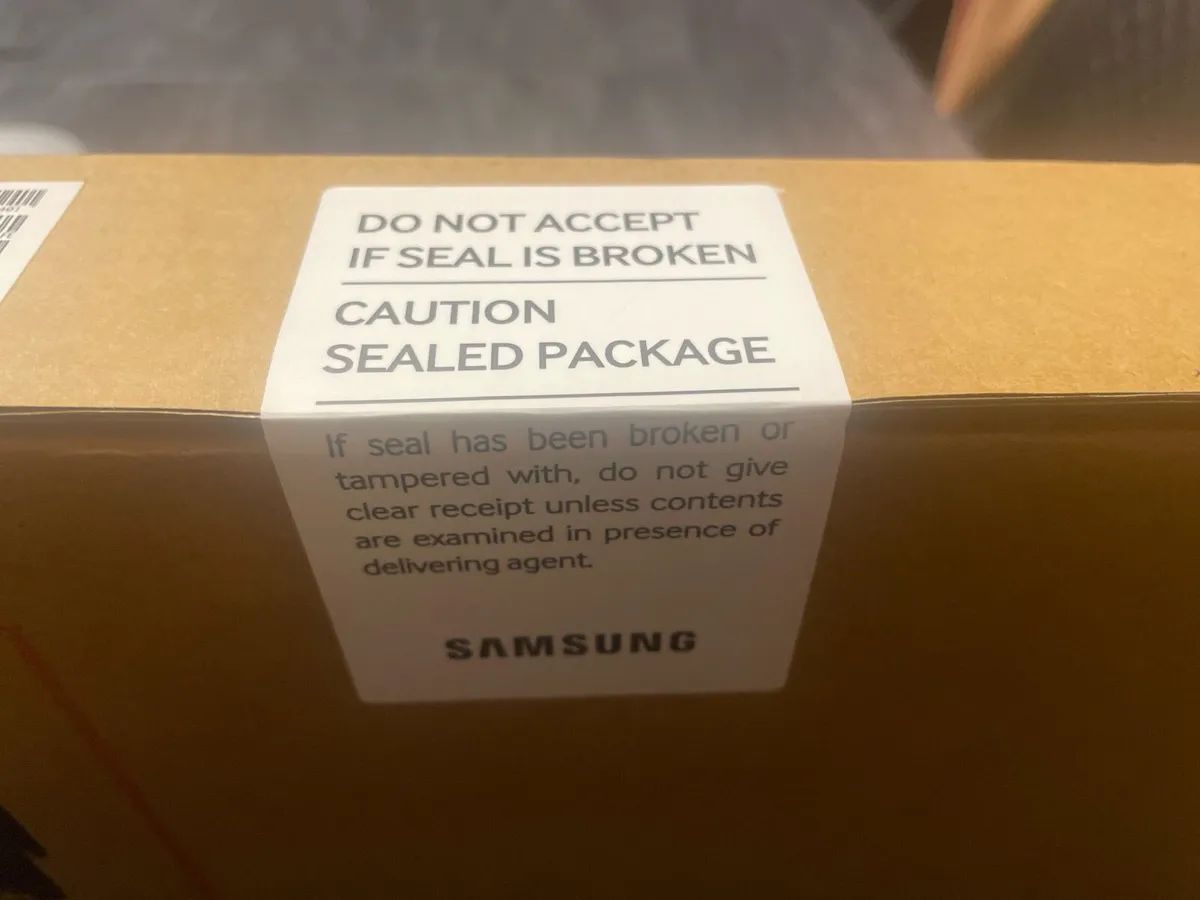 DO NOT ACCEPT
IF SEAL IS BROKEN
CAUTION
SEALED PACKAGE
If seal has been broken or
tampered with, do not give
clear receipt unless contents
are examined in presence of
delivering agent.
SAMSUNG